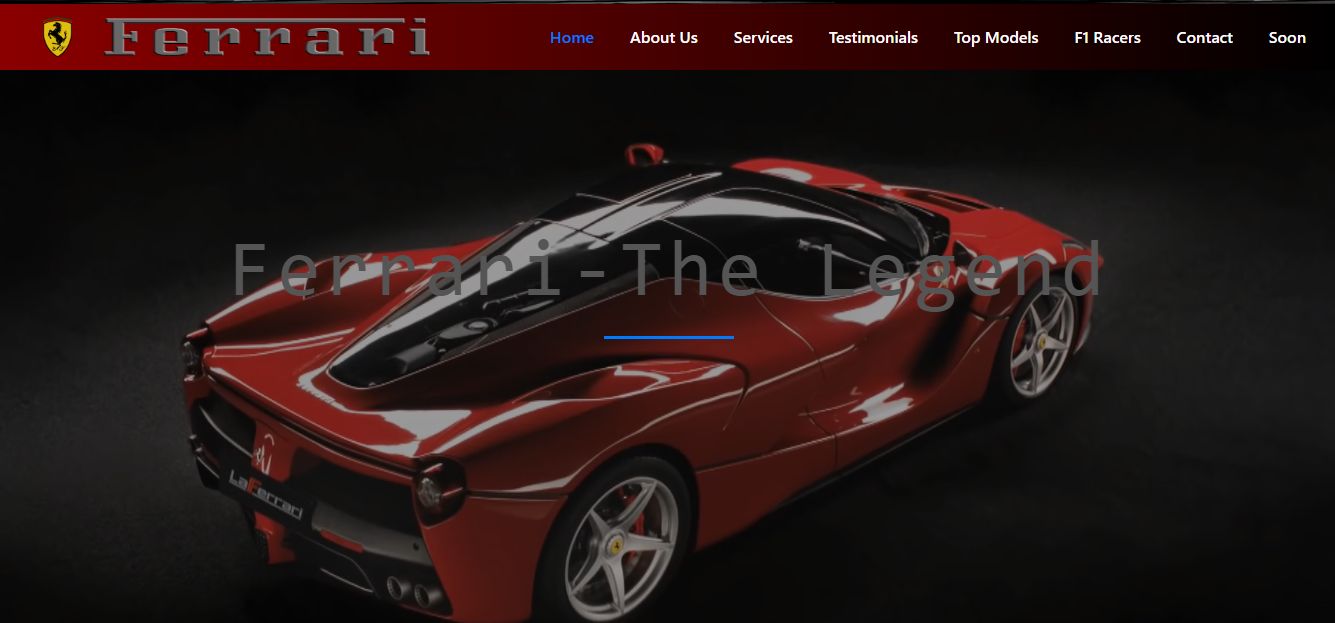 Ferrari
Home About Us Services Testimonials Top Models F1 Racers Contact Soon
Ferrari-The Legend
LaFerrari